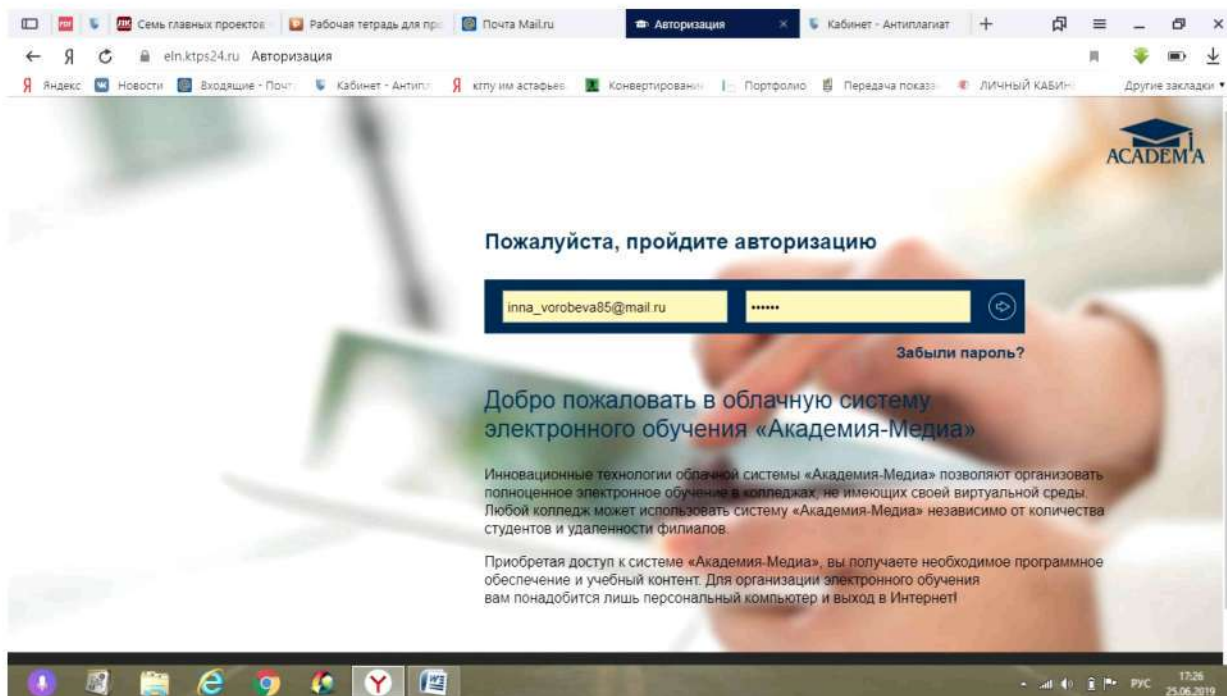 Семь главных проектов
Рабочая тетрадь для про
Почта Mail.ru
Авторизация
Кабинет - Антиплагиат
Я
eln.ktps24.ru Авторизация
Яндекс
Новости
Входящие - Почт
Кабинет - Антипл
кгпу им астафьев
Конвертировани
Портфолио
Передача показа
ЛИЧНЫЙ КАБИН
Другие закладки
ACADEM'A
Пожалуйста, пройдите авторизацию
inna_vorobeva85@mail.ru
••••••
Забыли пароль?
Добро пожаловать в облачную систему
электронного обучения «Академия-Медиа»
Инновационные технологии облачной системы «Академия-Медиа» позволяют организовать
полноценное электронное обучение в колледжах, не имеющих своей виртуальной среды.
Любой колледж может использовать систему «Академия-Медиа» независимо от количества
студентов и удаленности филиалов.
Приобретая доступ к системе «Академия-Медиа», вы получаете необходимое программное
обеспечение и учебный контент. Для организации электронного обучения
вам понадобится лишь персональный компьютер и выход в Интернет!
РУС
17:26
25.06.2019